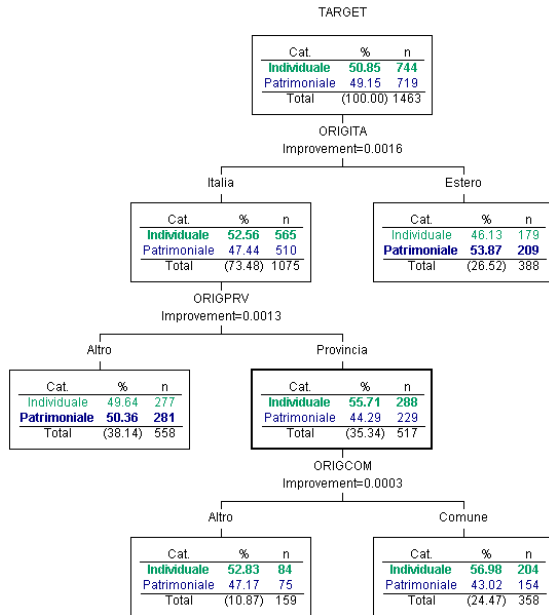 TARGET
Cat. % n
Individuale 50.85 744
Patrimoniale 49.15 719
Total (100.00) 1463
ORIGITA
Improvement=0.0016
Italia
Cat. % n
Individuale 52.56 565
Patrimoniale 47.44 510
Total (73.48) 1075
Estero
Cat. % n
Individuale 46.13 179
Patrimoniale 53.87 209
Total (26.52) 388
ORIGPRV
Improvement=0.0013
Altro
Cat. % n
Individuale 49.64 277
Patrimoniale 50.36 281
Total (38.14) 558
Provincia
Cat. % n
Individuale 55.71 288
Patrimoniale 44.29 229
Total (35.34) 517
ORIGCOM
Improvement=0.0003
Altro
Cat. % n
Individuale 52.83 84
Patrimoniale 47.17 75
Total (10.87) 159
Comune
Cat. % n
Individuale 56.98 204
Patrimoniale 43.02 154
Total (24.47) 358